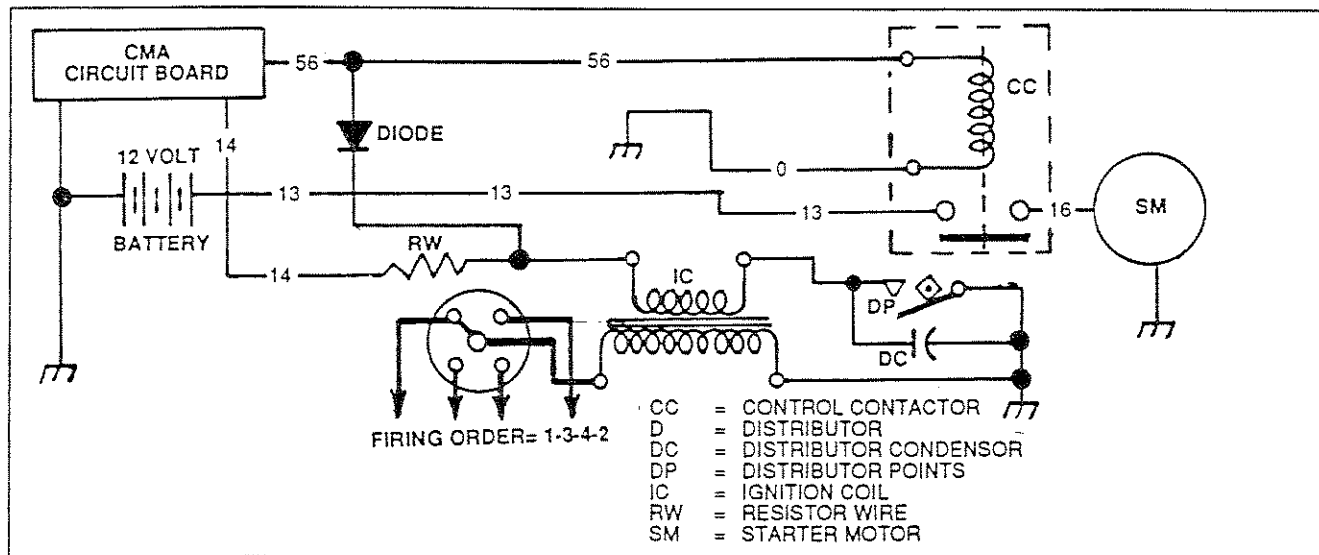 CMA
CIRCUIT BOARD
56
56
CC
DIODE
14
12 VOLT
0
13
13
13
16
SM
BATTERY
RW
14
IC
DP
DC
FIRING ORDER= 1-3-4-2
CC = CONTROL CONTACTOR
D = DISTRIBUTOR
DC = DISTRIBUTOR CONDENSOR
DP = DISTRIBUTOR POINTS
IC = IGNITION COIL
RW = RESISTOR WIRE
SM = STARTER MOTOR